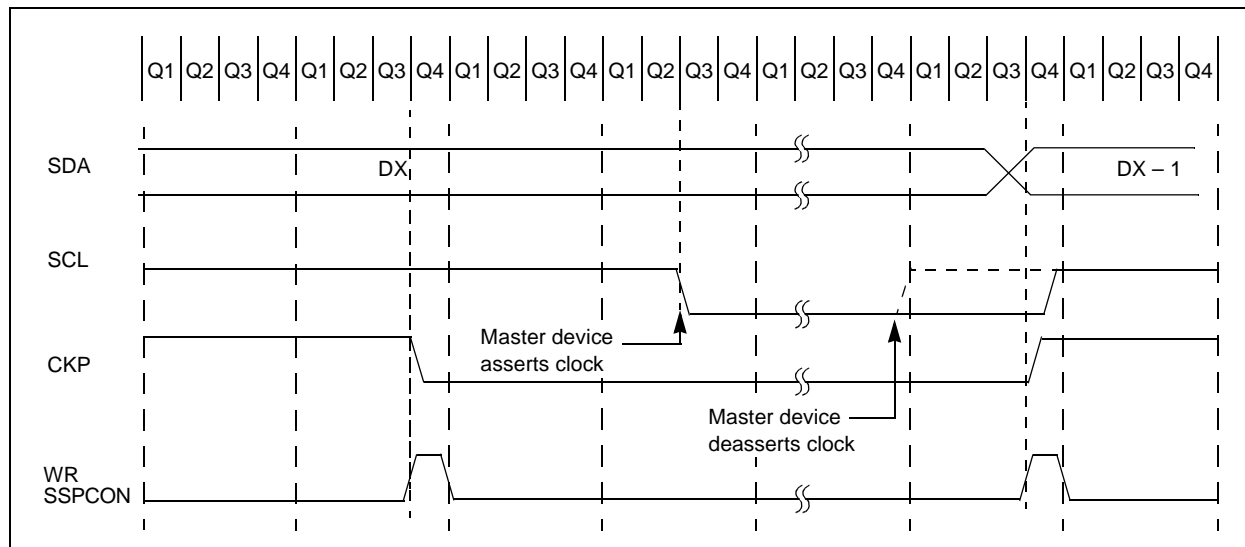 Q1 Q2 Q3 Q4 Q1 Q2 Q3 Q4 Q1 Q2 Q3 Q4 Q1 Q2 Q3 Q4 Q1 Q2 Q3 Q4 Q1 Q2 Q3 Q4 Q1 Q2 Q3 Q4
SDA
DX
DX – 1
SCL
Master device
asserts clock
CKP
Master device
deasserts clock
WR
SSPCON